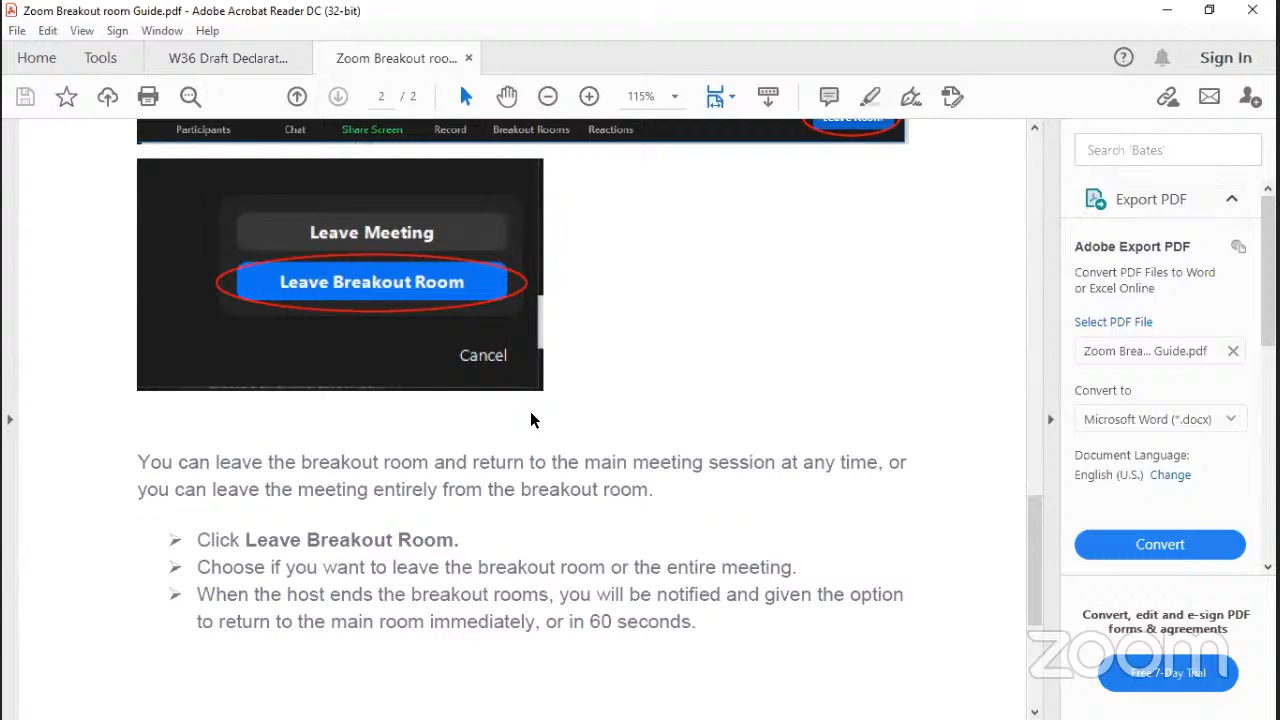 Zoom Breakout room Guide.pdf - Adobe Acrobat Reader DC (32-bit)
File Edit View Sign Window Help
Home Tools W36 Draft Declarat... Zoom Breakout roo... × Sign In
2 / 2 115%
Participants Chat Share Screen Record Breakout Rooms Reactions Leave Room
Leave Meeting
Leave Breakout Room
Cancel
You can leave the breakout room and return to the main meeting session at any time, or
you can leave the meeting entirely from the breakout room.
➢ Click Leave Breakout Room.
➢ Choose if you want to leave the breakout room or the entire meeting.
➢ When the host ends the breakout rooms, you will be notified and given the option
to return to the main room immediately, or in 60 seconds.
Search 'Bates'
Export PDF
Adobe Export PDF
Convert PDF Files to Word
or Excel Online
Select PDF File
Zoom Brea... Guide.pdf
Convert to
Microsoft Word (*.docx)
Document Language:
English (U.S.) Change
Convert
Convert, edit and e-sign PDF
forms & agreements
Free 7-Day Trial
zoom